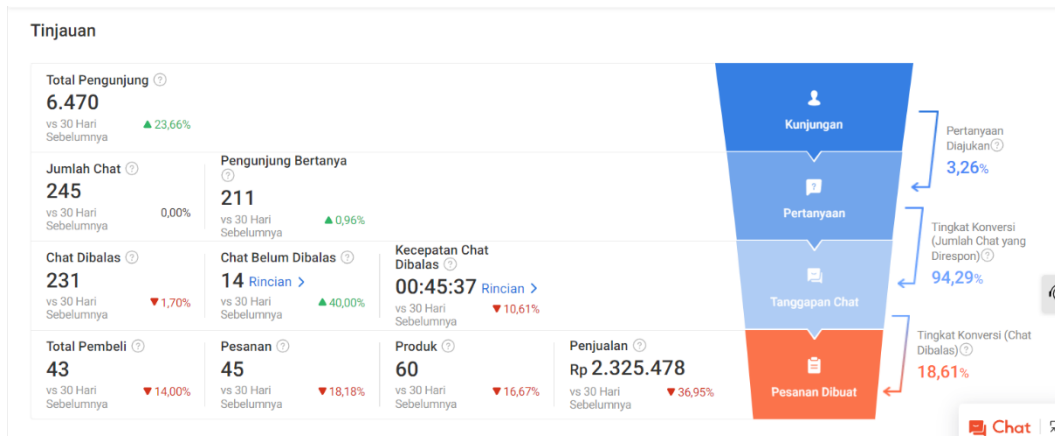 Tinjauan
Total Pengunjung
6.470
vs 30 Hari
Sebelumnya
▲ 23,66%
Jumlah Chat
245
vs 30 Hari
Sebelumnya
0,00%
Pengunjung Bertanya
211
vs 30 Hari
Sebelumnya
▲ 0,96%
Chat Dibalas
231
vs 30 Hari
Sebelumnya
▼ 1,70%
Chat Belum Dibalas
14 Rincian >
vs 30 Hari
Sebelumnya
▲ 40,00%
Kecepatan Chat
Dibalas
00:45:37 Rincian >
vs 30 Hari
Sebelumnya
▼ 10,61%
Total Pembeli
43
vs 30 Hari
Sebelumnya
▼ 14,00%
Pesanan
45
vs 30 Hari
Sebelumnya
▼ 18,18%
Produk
60
vs 30 Hari
Sebelumnya
▼ 16,67%
Penjualan
Rp 2.325.478
vs 30 Hari
Sebelumnya
▼ 36,95%
Kunjungan
Pertanyaan
Tanggapan Chat
Pesanan Dibuat
Pertanyaan
Diajukan
3,26%
Tingkat Konversi
(Jumlah Chat yang
Direspon)
94,29%
Tingkat Konversi (Chat
Dibalas)
18,61%
Chat